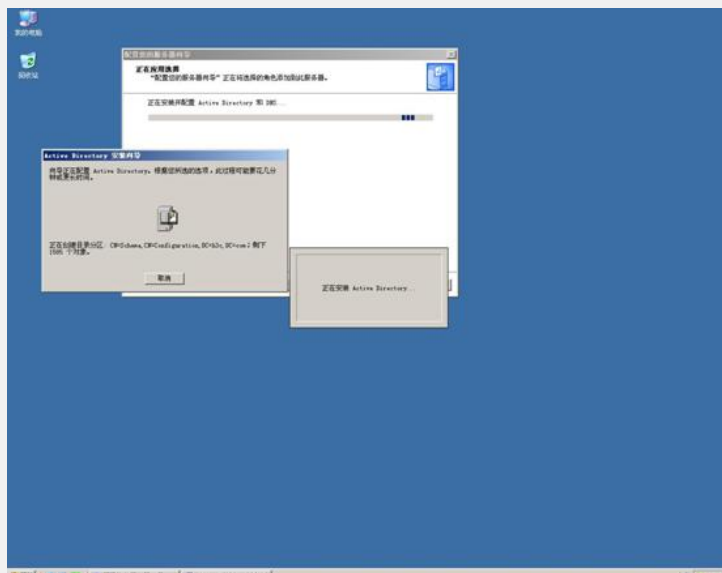 我的电脑
回收站
配置您的服务器向导
正在应用选择
“配置您的服务器向导”正在将选择的角色添加到此服务器。
正在安装并配置 Active Directory 和 DNS...
Active Directory 安装向导
向导正在配置 Active Directory。根据您所选的选项，此过程可能要花几分
钟或更长时间。
正在创建目录分区: CN=Schema,CN=Configuration,DC=h3c,DC=com；剩下
个对象。
取消
正在安装 Active Directory...